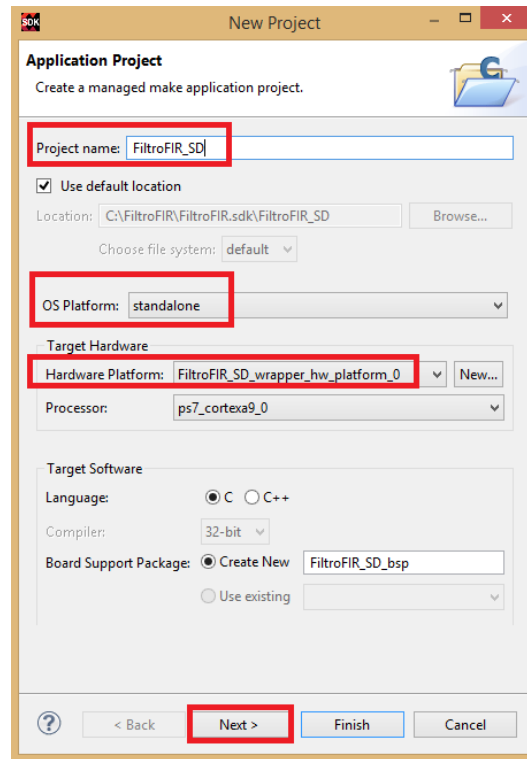 SDK New Project
Application Project
Create a managed make application project.
Project name: FiltroFIR_SD
Use default location
Location: C:\FiltroFIR\FiltroFIR.sdk\FiltroFIR_SD Browse...
Choose file system: default
OS Platform: standalone
Target Hardware
Hardware Platform: FiltroFIR_SD_wrapper_hw_platform_0 New...
Processor: ps7_cortexa9_0
Target Software
Language: C C++
Compiler: 32-bit
Board Support Package: Create New FiltroFIR_SD_bsp
Use existing
? < Back Next > Finish Cancel